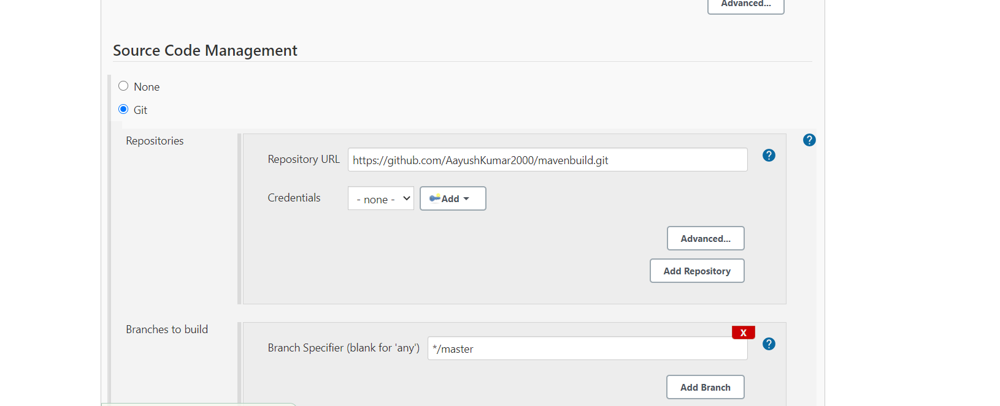 Advanced...
Source Code Management
None
Git
Repositories
?
Repository URL https://github.com/AayushKumar2000/mavenbuild.git ?
Credentials - none - Add
Advanced...
Add Repository
Branches to build
X
Branch Specifier (blank for 'any') */master ?
Add Branch